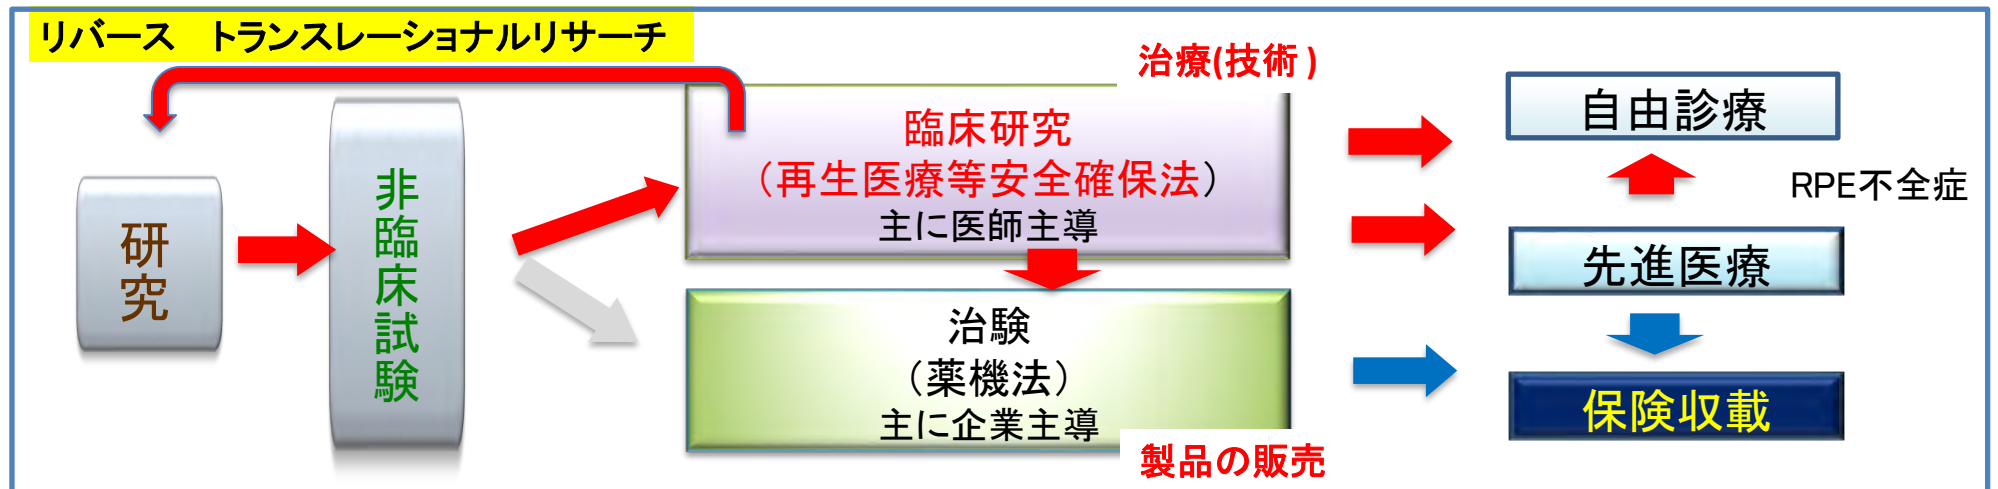 リバース　トランスレーショナルリサーチ
治療(技術 )
研究
非臨床試験
臨床研究
（再生医療等安全確保法）
主に医師主導
治験
（薬機法）
主に企業主導
製品の販売
自由診療
RPE不全症
先進医療
保険収載